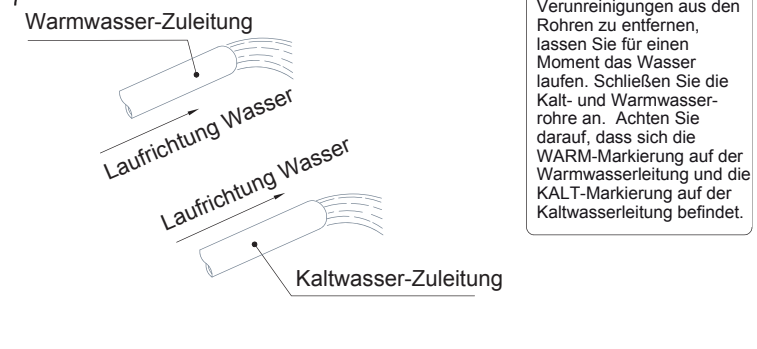 Warmwasser-Zuleitung
Laufrichtung Wasser
Laufrichtung Wasser
Kaltwasser-Zuleitung
Verunreinigungen aus den
Rohren zu entfernen,
lassen Sie für einen
Moment das Wasser
laufen. Schließen Sie die
Kalt- und Warmwasser-
rohre an. Achten Sie
darauf, dass sich die
WARM-Markierung auf der
Warmwasserleitung und die
KALT-Markierung auf der
Kaltwasserleitung befindet.